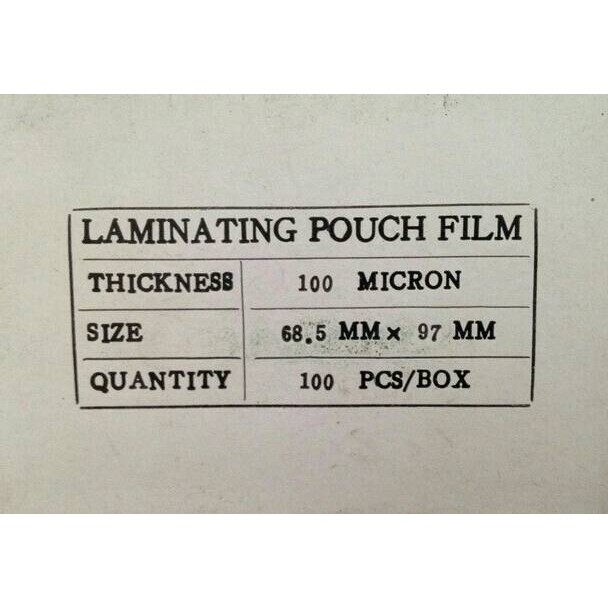 LAMINATING POUCH FILM
THICKNESS 100 MICRON
SIZE 68.5 MM x 97 MM
QUANTITY 100 PCS/BOX